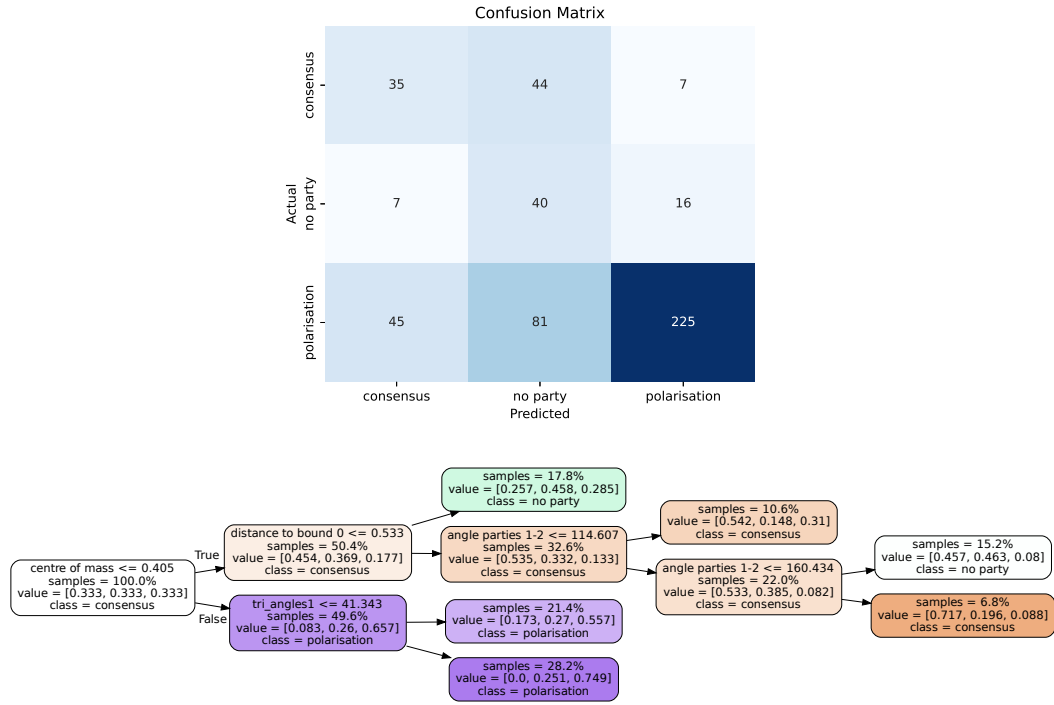 Confusion Matrix
consensus
35 44 7
Actual
no party
7 40 16
polarisation
45 81 225
consensus no party polarisation
Predicted
centre of mass <= 0.405
samples = 100.0%
value = [0.333, 0.333, 0.333]
class = consensus
True
False
distance to bound 0 <= 0.533
samples = 50.4%
value = [0.454, 0.369, 0.177]
class = consensus
tri_angles1 <= 41.343
samples = 49.6%
value = [0.083, 0.26, 0.657]
class = polarisation
samples = 17.8%
value = [0.257, 0.458, 0.285]
class = no party
angle parties 1-2 <= 114.607
samples = 32.6%
value = [0.535, 0.332, 0.133]
class = consensus
samples = 21.4%
value = [0.173, 0.27, 0.557]
class = polarisation
samples = 28.2%
value = [0.0, 0.251, 0.749]
class = polarisation
samples = 10.6%
value = [0.542, 0.148, 0.31]
class = consensus
angle parties 1-2 <= 160.434
samples = 22.0%
value = [0.533, 0.385, 0.082]
class = consensus
samples = 15.2%
value = [0.457, 0.463, 0.08]
class = no party
samples = 6.8%
value = [0.717, 0.196, 0.088]
class = consensus